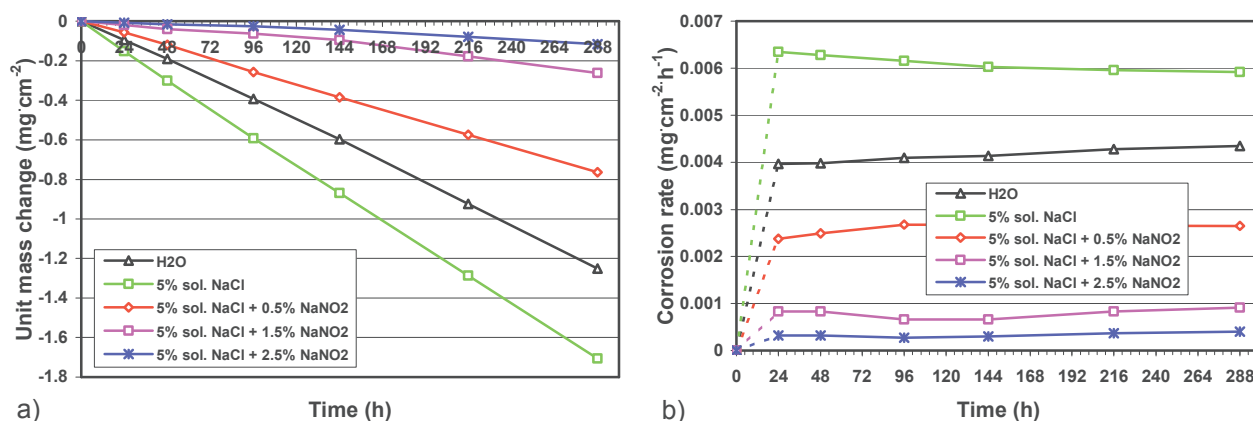 0
-0.2
-0.4
-0.6
-0.8
-1
-1.2
-1.4
-1.6
-1.8
Unit mass change (mg·cm-2)
0 24 48 72 96 120 144 168 192 216 240 264 288
H2O
5% sol. NaCl
5% sol. NaCl + 0.5% NaNO2
5% sol. NaCl + 1.5% NaNO2
5% sol. NaCl + 2.5% NaNO2
a)
Time (h)
0.007
0.006
0.005
0.004
0.003
0.002
0.001
0
Corrosion rate (mg·cm-2·h-1)
H2O
5% sol. NaCl
5% sol. NaCl + 0.5% NaNO2
5% sol. NaCl + 1.5% NaNO2
5% sol. NaCl + 2.5% NaNO2
0 24 48 72 96 120 144 168 192 216 240 264 288
b)
Time (h)